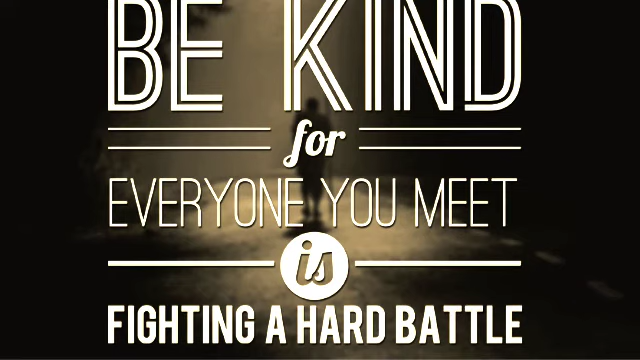 BE KIND
for
EVERYONE YOU MEET
is
FIGHTING A HARD BATTLE